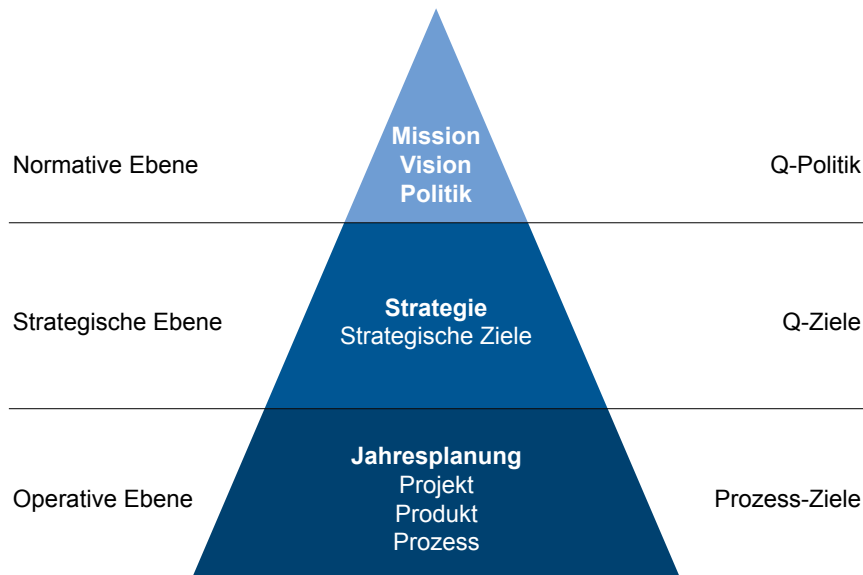 Mission
Normative Ebene
Vision
Q-Politik
Politik
Strategie
Strategische Ebene
Strategische Ziele
Q-Ziele
Jahresplanung
Projekt
Operative Ebene
Produkt
Prozess-Ziele
Prozess